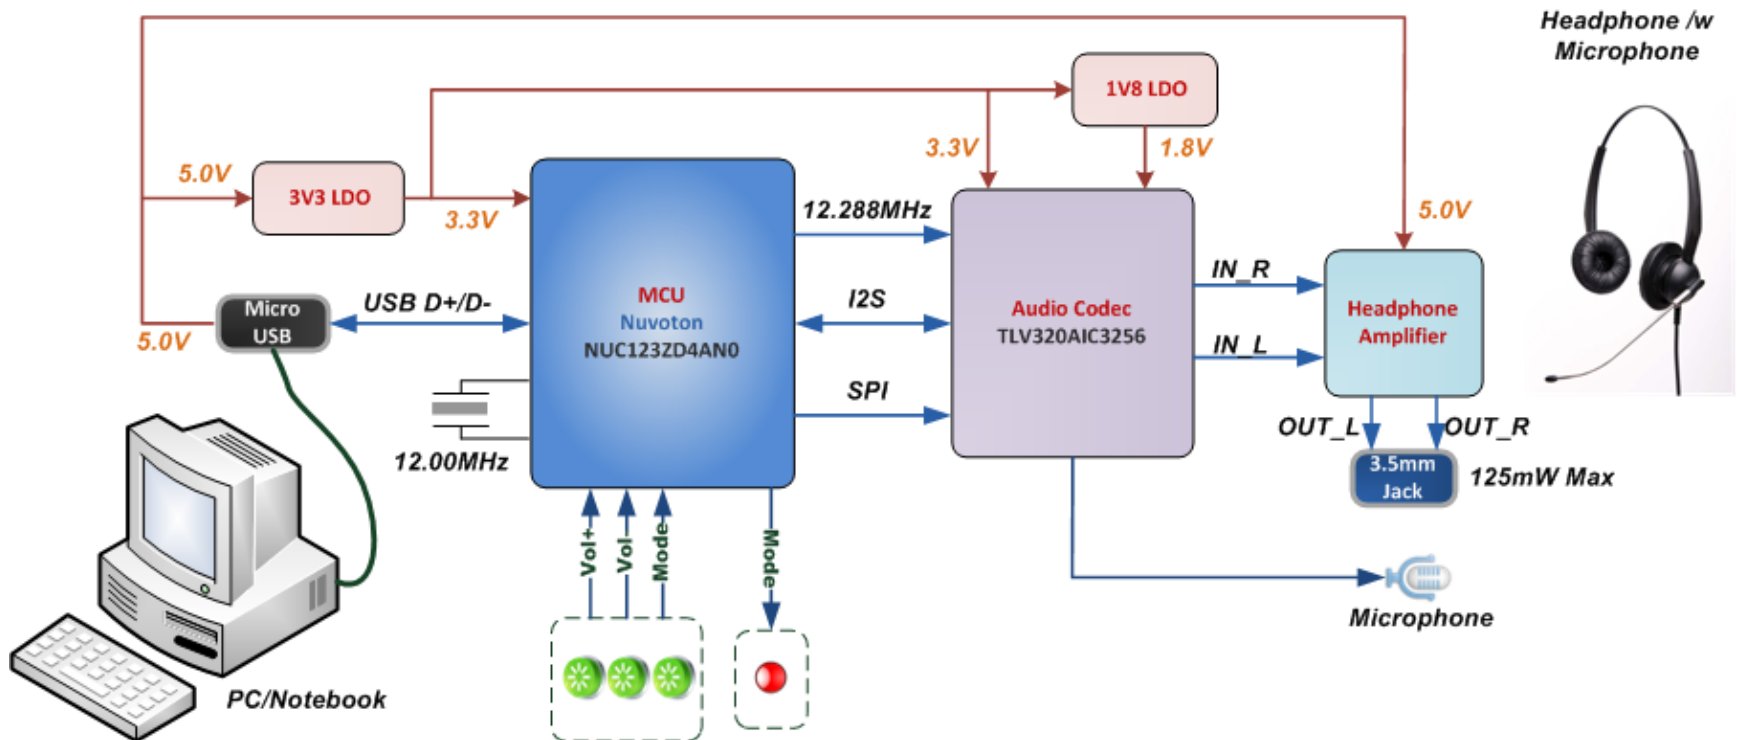 Headphone /w
Microphone
1V8 LDO
5.0V
3V3 LDO
3.3V
3.3V
1.8V
12.288MHz
5.0V
Micro
USB
USB D+/D-
5.0V
MCU
Nuvoton
NUC123ZD4AN0
I2S
Audio Codec
TLV320AIC3256
IN_R
IN_L
Headphone
Amplifier
SPI
12.00MHz
OUT_L
OUT_R
3.5mm
Jack
125mW Max
Vol+
Vol-
Mode
Mode
Microphone
PC/Notebook